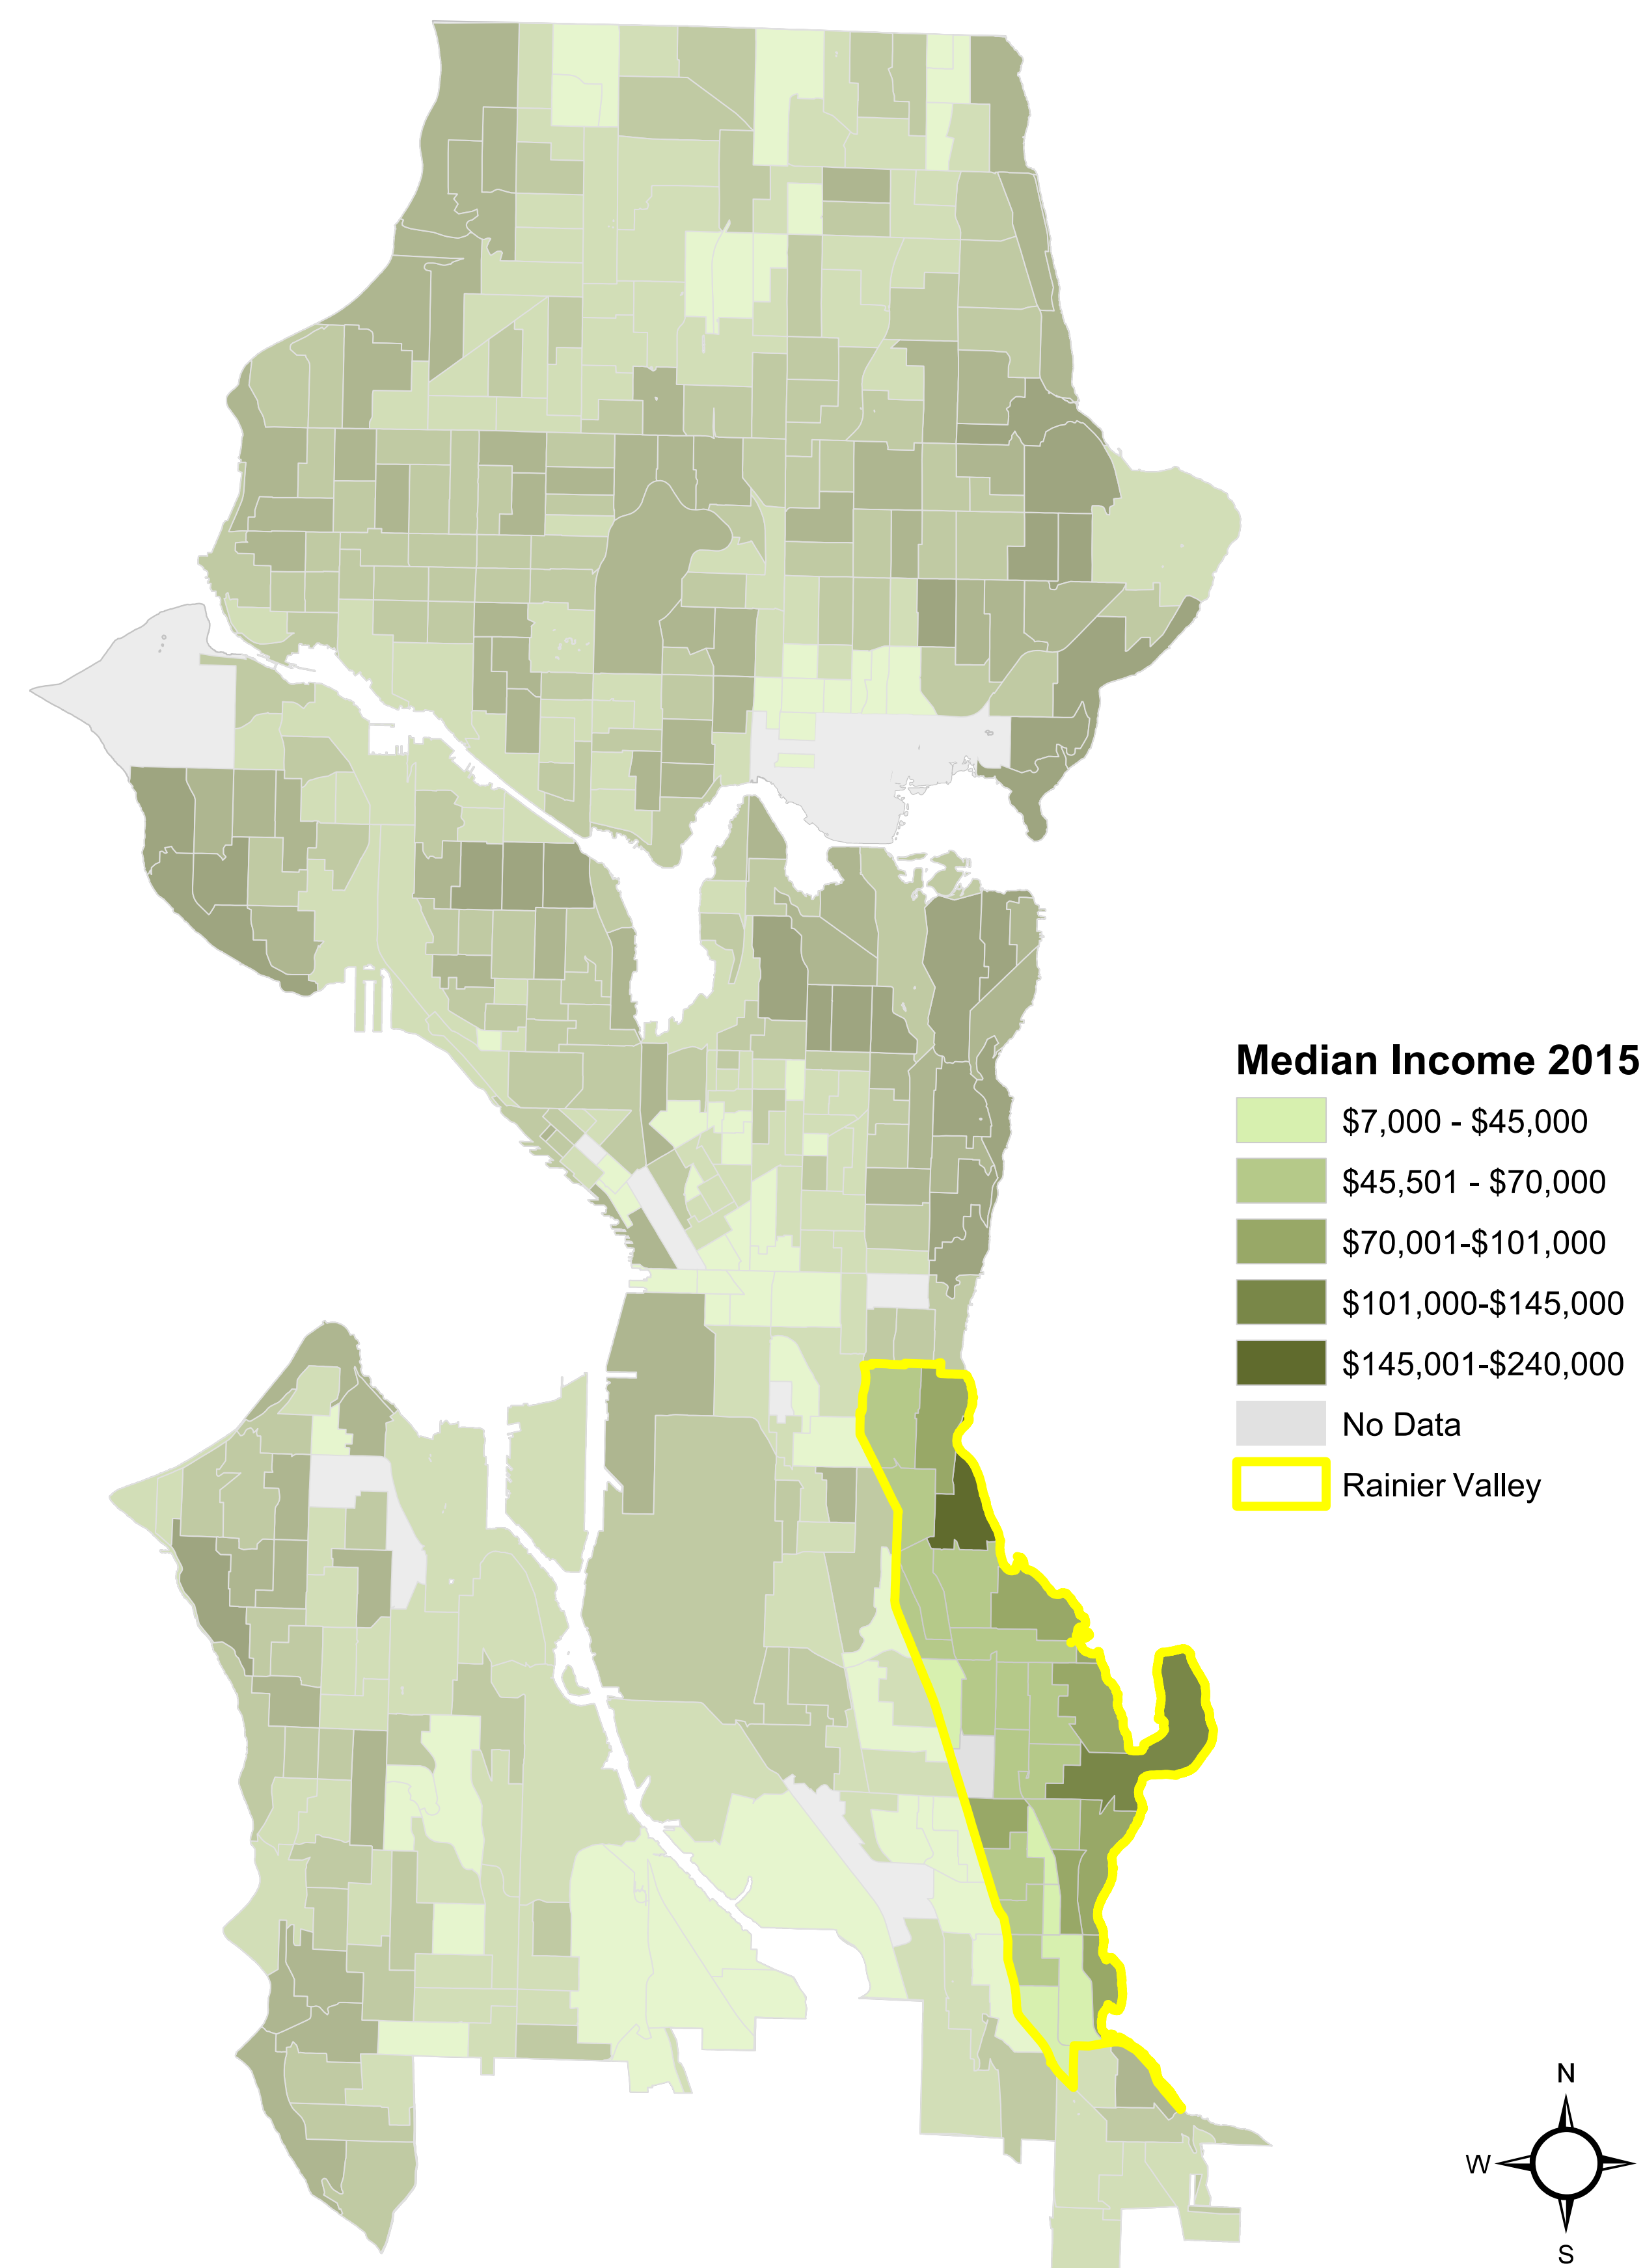 Median Income 2015
$7,000 - $45,000
$45,501 - $70,000
$70,001-$101,000
$101,000-$145,000
$145,001-$240,000
No Data
Rainier Valley
N
W
S